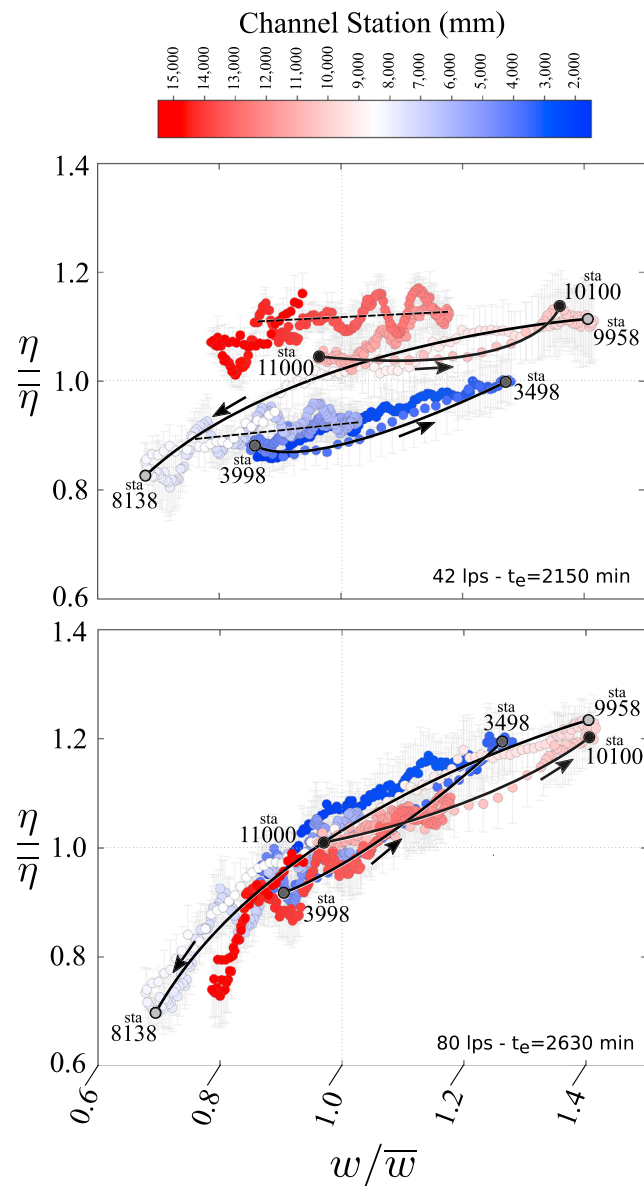 Channel Station (mm)
15,000 14,000 13,000 12,000 11,000 10,000 9,000 8,000 7,000 6,000 5,000 4,000 3,000 2,000
1.4
1.2
sta
10100
sta
9958
η
η̅
sta
11000
1.0
sta
3498
sta
8138
sta
3998
0.8
42 lps - tₑ=2150 min
0.6
1.4
sta
9958
sta
3498
1.2
sta
10100
sta
11000
η
η̅
1.0
sta
3998
0.8
sta
8138
80 lps - tₑ=2630 min
0.6
0.6 0.8 1.0 1.2 1.4
w/w̅